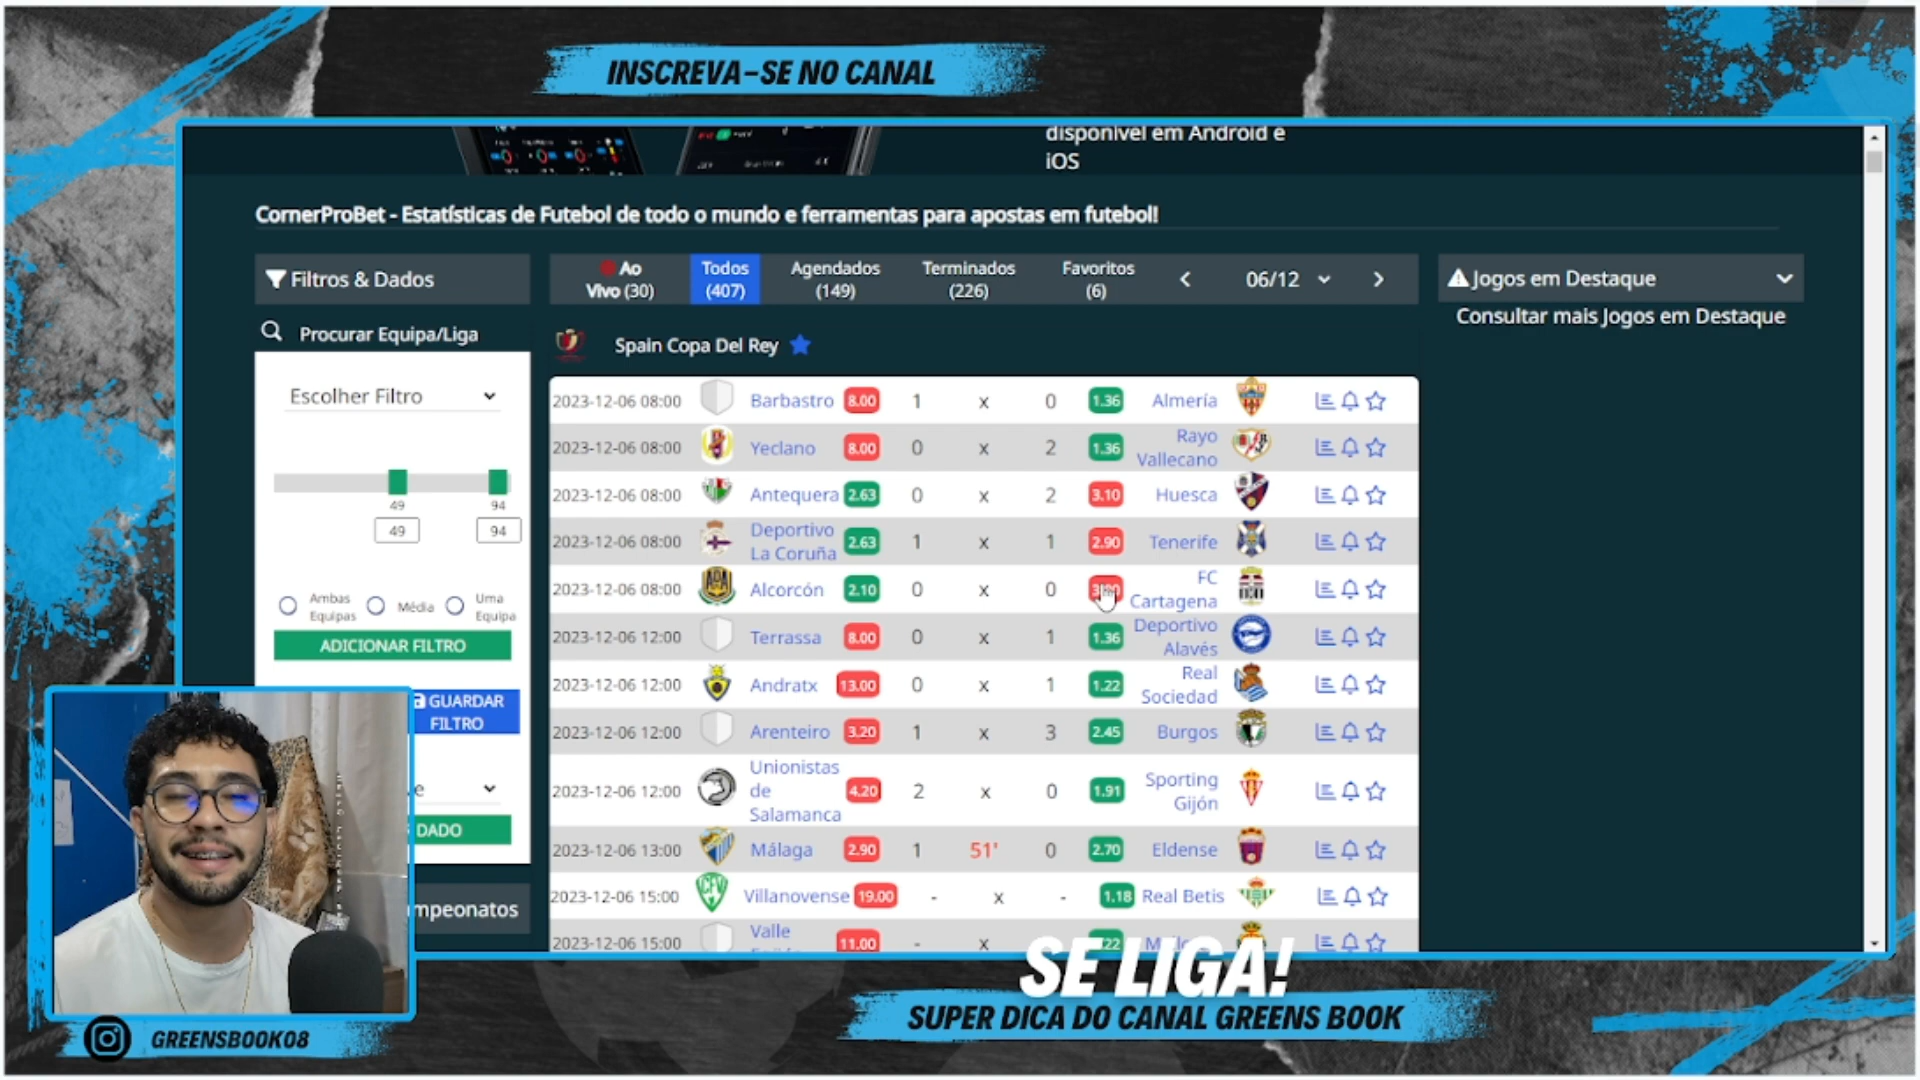 INSCREVA-SE NO CANAL
disponível em Android e
iOS
CornerProBet - Estatísticas de Futebol de todo o mundo e ferramentas para apostas em futebol!
Filtros & Dados
Procurar Equipa/Liga
Escolher Filtro
49 94
49 94
Ambas Equipas Média Uma Equipa
ADICIONAR FILTRO
GUARDAR
FILTRO
DADO
mpeonatos
Ao Vivo (30) Todos (407) Agendados (149) Terminados (226) Favoritos (6) < 06/12 >
Jogos em Destaque
Consultar mais Jogos em Destaque
Spain Copa Del Rey
2023-12-06 08:00 Barbastro 8.00 1 x 0 1.36 Almería
2023-12-06 08:00 Yeclano 8.00 0 x 2 1.36 Rayo Vallecano
2023-12-06 08:00 Antequera 2.63 0 x 2 3.10 Huesca
2023-12-06 08:00 Deportivo La Coruña 2.63 1 x 1 2.90 Tenerife
2023-12-06 08:00 Alcorcón 2.10 0 x 0 FC Cartagena
2023-12-06 12:00 Terrassa 8.00 0 x 1 1.36 Deportivo Alavés
2023-12-06 12:00 Andratx 13.00 0 x 1 1.22 Real Sociedad
2023-12-06 12:00 Arenteiro 3.20 1 x 3 2.45 Burgos
2023-12-06 12:00 Unionistas de Salamanca 4.20 2 x 0 1.91 Sporting Gijón
2023-12-06 13:00 Málaga 2.90 1 51' 0 2.70 Eldense
2023-12-06 15:00 Villanovense 19.00 - x - 1.18 Real Betis
2023-12-06 15:00 Valle 11.00 - x
SE LIGA!
SUPER DICA DO CANAL GREENS BOOK
GREENSBOOK08